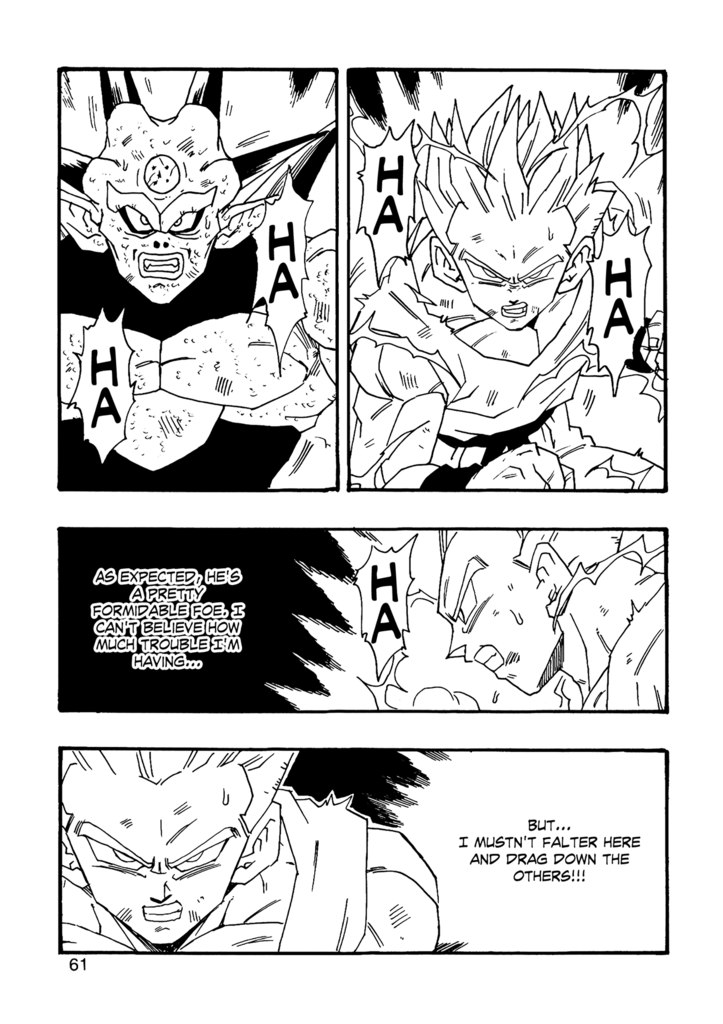 HA
HA
HA
HA
AS EXPECTED, HE'S
A PRETTY
FORMIDABLE FOE. I
CAN'T BELIEVE HOW
MUCH TROUBLE I'M
HAVING...
HA
BUT...
I MUSTN'T FALTER HERE
AND DRAG DOWN THE
OTHERS!!!
61